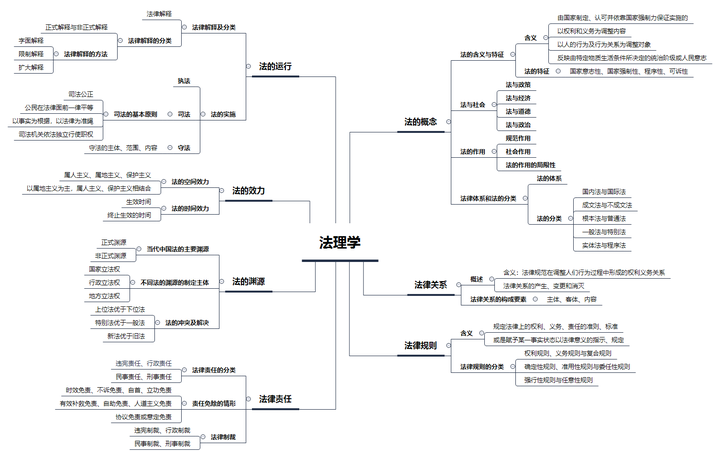 法理学
法的概念
法的含义与特征
含义
由国家制定、认可并依靠国家强制力保证实施的
以权利和义务为调整内容
以人的行为及行为关系为调整对象
反映由特定物质生活条件所决定的统治阶级或人民意志
法的特征
国家意志性、国家强制性、程序性、可诉性
法与社会
法与政策
法与经济
法与道德
法与政治
法的作用
规范作用
社会作用
法的作用的局限性
法律体系和法的分类
法的体系
法的分类
国内法与国际法
成文法与不成文法
根本法与普通法
一般法与特别法
实体法与程序法
法律关系
概述
含义：法律规范在调整人们行为过程中形成的权利义务关系
法律关系的产生、变更和消灭
法律关系的构成要素
主体、客体、内容
法律规则
含义
规定法律上的权利、义务、责任的准则、标准
或是赋予某一事实状态以法律意义的指示、规定
法律规则的分类
权利规则、义务规则与复合规则
确定性规则、准用性规则与委任性规则
强行性规则与任意性规则
法的运行
法律解释及分类
法律解释
法律解释的分类
正式解释与非正式解释
法律解释的方法
字面解释
限制解释
扩大解释
法的实施
执法
司法
司法的基本原则
司法公正
公民在法律面前一律平等
以事实为根据，以法律为准绳
司法机关依法独立行使职权
守法
守法的主体、范围、内容
法的效力
法的空间效力
属人主义、属地主义、保护主义
以属地主义为主，属人主义、保护主义相结合
法的时间效力
生效时间
终止生效的时间
法的渊源
当代中国法的主要渊源
正式渊源
非正式渊源
不同法的渊源的制定主体
国家立法权
行政立法权
地方立法权
法的冲突及解决
上位法优于下位法
特别法优于一般法
新法优于旧法
法律责任
法律责任的分类
违宪责任、行政责任
民事责任、刑事责任
责任免除的情形
时效免责、不诉免责、自首、立功免责
有效补救免责、自助免责、人道主义免责
协议免责或意定免责
法律制裁
违宪制裁、行政制裁
民事制裁、刑事制裁